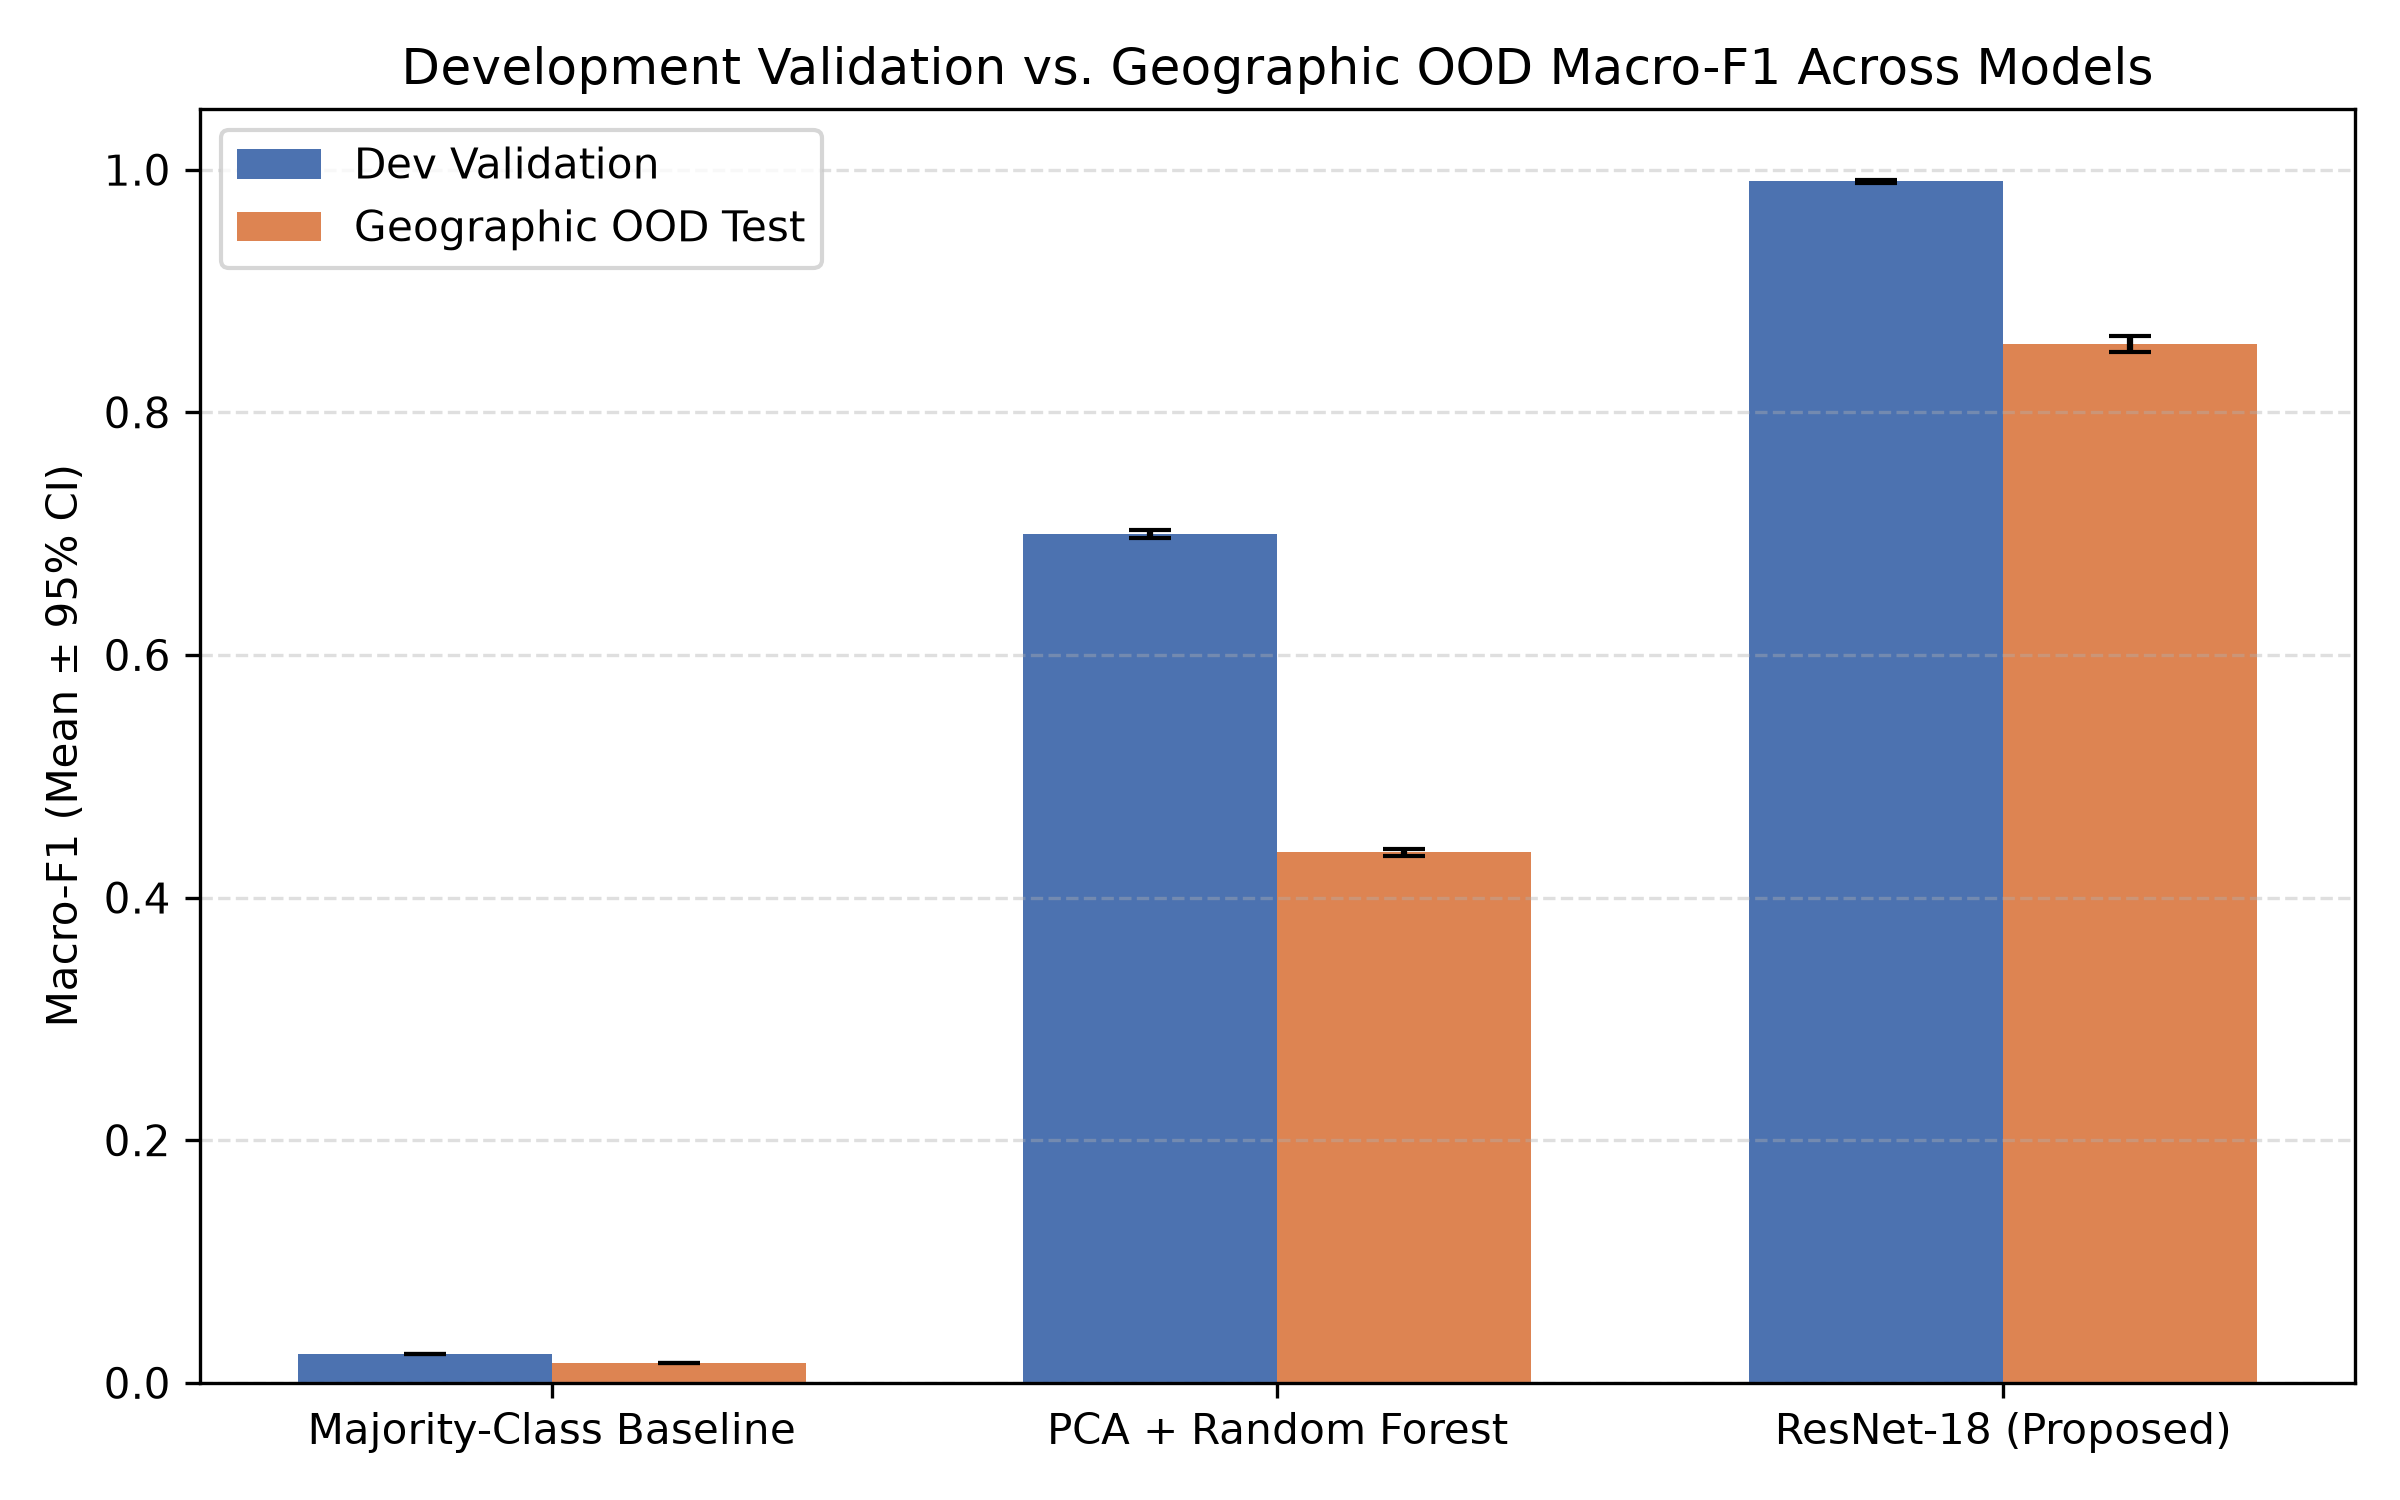 Development Validation vs. Geographic OOD Macro-F1 Across Models
Dev Validation
Geographic OOD Test
Macro-F1 (Mean ± 95% CI)
1.0
0.8
0.6
0.4
0.2
0.0
Majority-Class Baseline
PCA + Random Forest
ResNet-18 (Proposed)